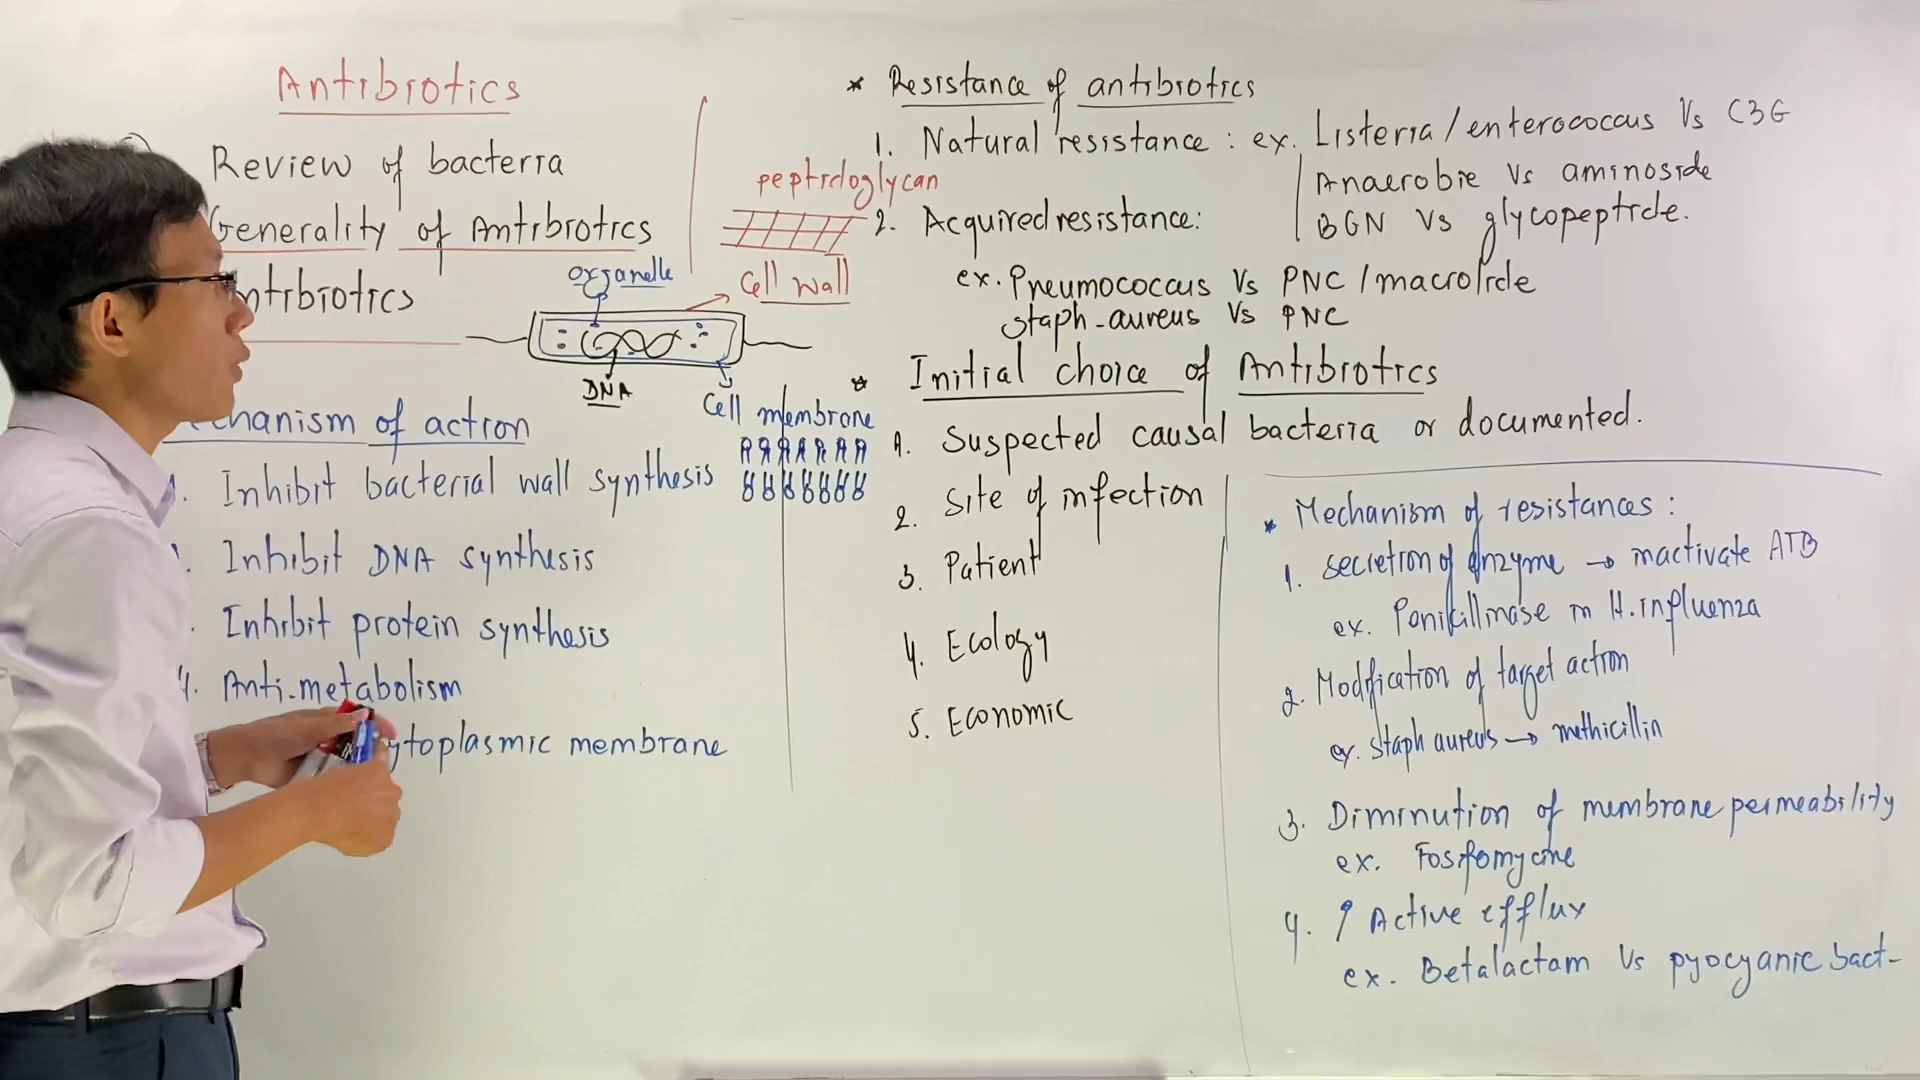 Antibiotics
Review of bacteria
Generality of Antibiotics
Antibiotics
peptidoglycan
Cell wall
organelle
DNA
Cell membrane
Mechanism of action
1. Inhibit bacterial wall synthesis
Inhibit DNA synthesis
Inhibit protein synthesis
4. Anti-metabolism
cytoplasmic membrane
* Resistance of antibiotics
1. Natural resistance : ex. Listeria/enterococcus Vs C3G
Anaerobie Vs aminoside
BGN Vs glycopeptide.
2. Acquired resistance:
ex. Pneumococcus Vs PNC/macrolide
staph-aureus Vs PNC
* Initial choice of Antibiotics
1. Suspected causal bacteria or documented.
2. Site of infection
3. Patient
4. Ecology
5. Economic
* Mechanism of resistances :
1. secretion of enzyme → inactivate ATB
ex. Penikillinase in H.influenza
2. Modification of target action
ex. staph aureus → methicillin
3. Diminution of membrane permeability
ex. Fosfomycine
4. ↑ Active efflux
ex. Betalactam Vs pyocyanic bact-